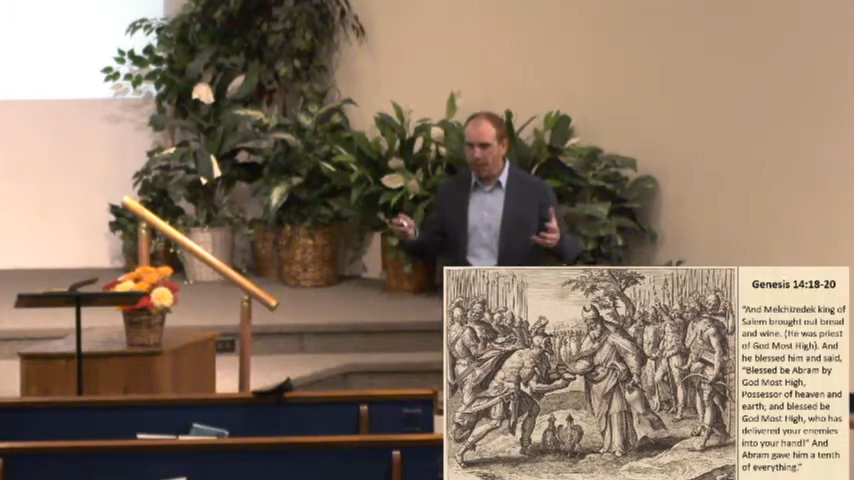 Genesis 14:18-20
"And Melchizedek king of
Salem brought out bread
and wine. (He was priest
of God Most High). And
he blessed him and said,
"Blessed be Abram by
God Most High,
Possessor of heaven and
earth; and blessed be
God Most High, who has
delivered your enemies
into your hand!" And
Abram gave him a tenth
of everything."